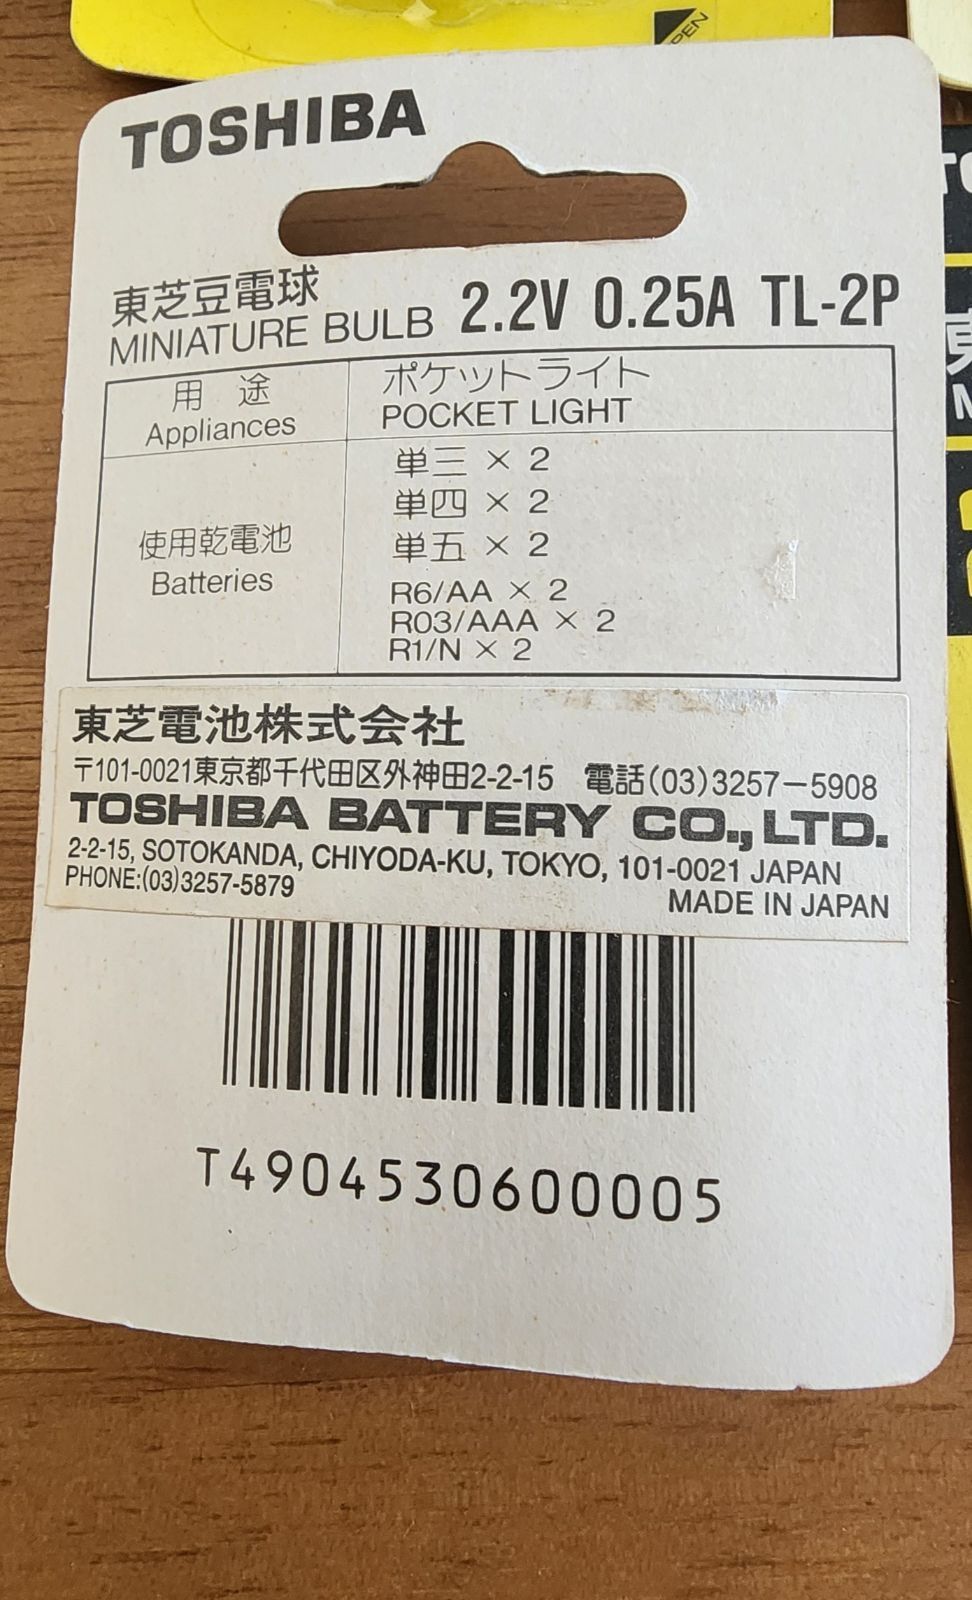 PEN
TOSHIBA
東芝豆電球
MINIATURE BULB 2.2V 0.25A TL-2P
用 途 ポケットライト
Appliances POCKET LIGHT
単三 × 2
単四 × 2
使用乾電池 単五 × 2
Batteries R6/AA × 2
R03/AAA × 2
R1/N × 2
東芝電池株式会社
〒101-0021東京都千代田区外神田2-2-15 電話(03)3257-5908
TOSHIBA BATTERY CO., LTD.
2-2-15, SOTOKANDA, CHIYODA-KU, TOKYO, 101-0021 JAPAN
PHONE:(03)3257-5879 MADE IN JAPAN
T4904530600005